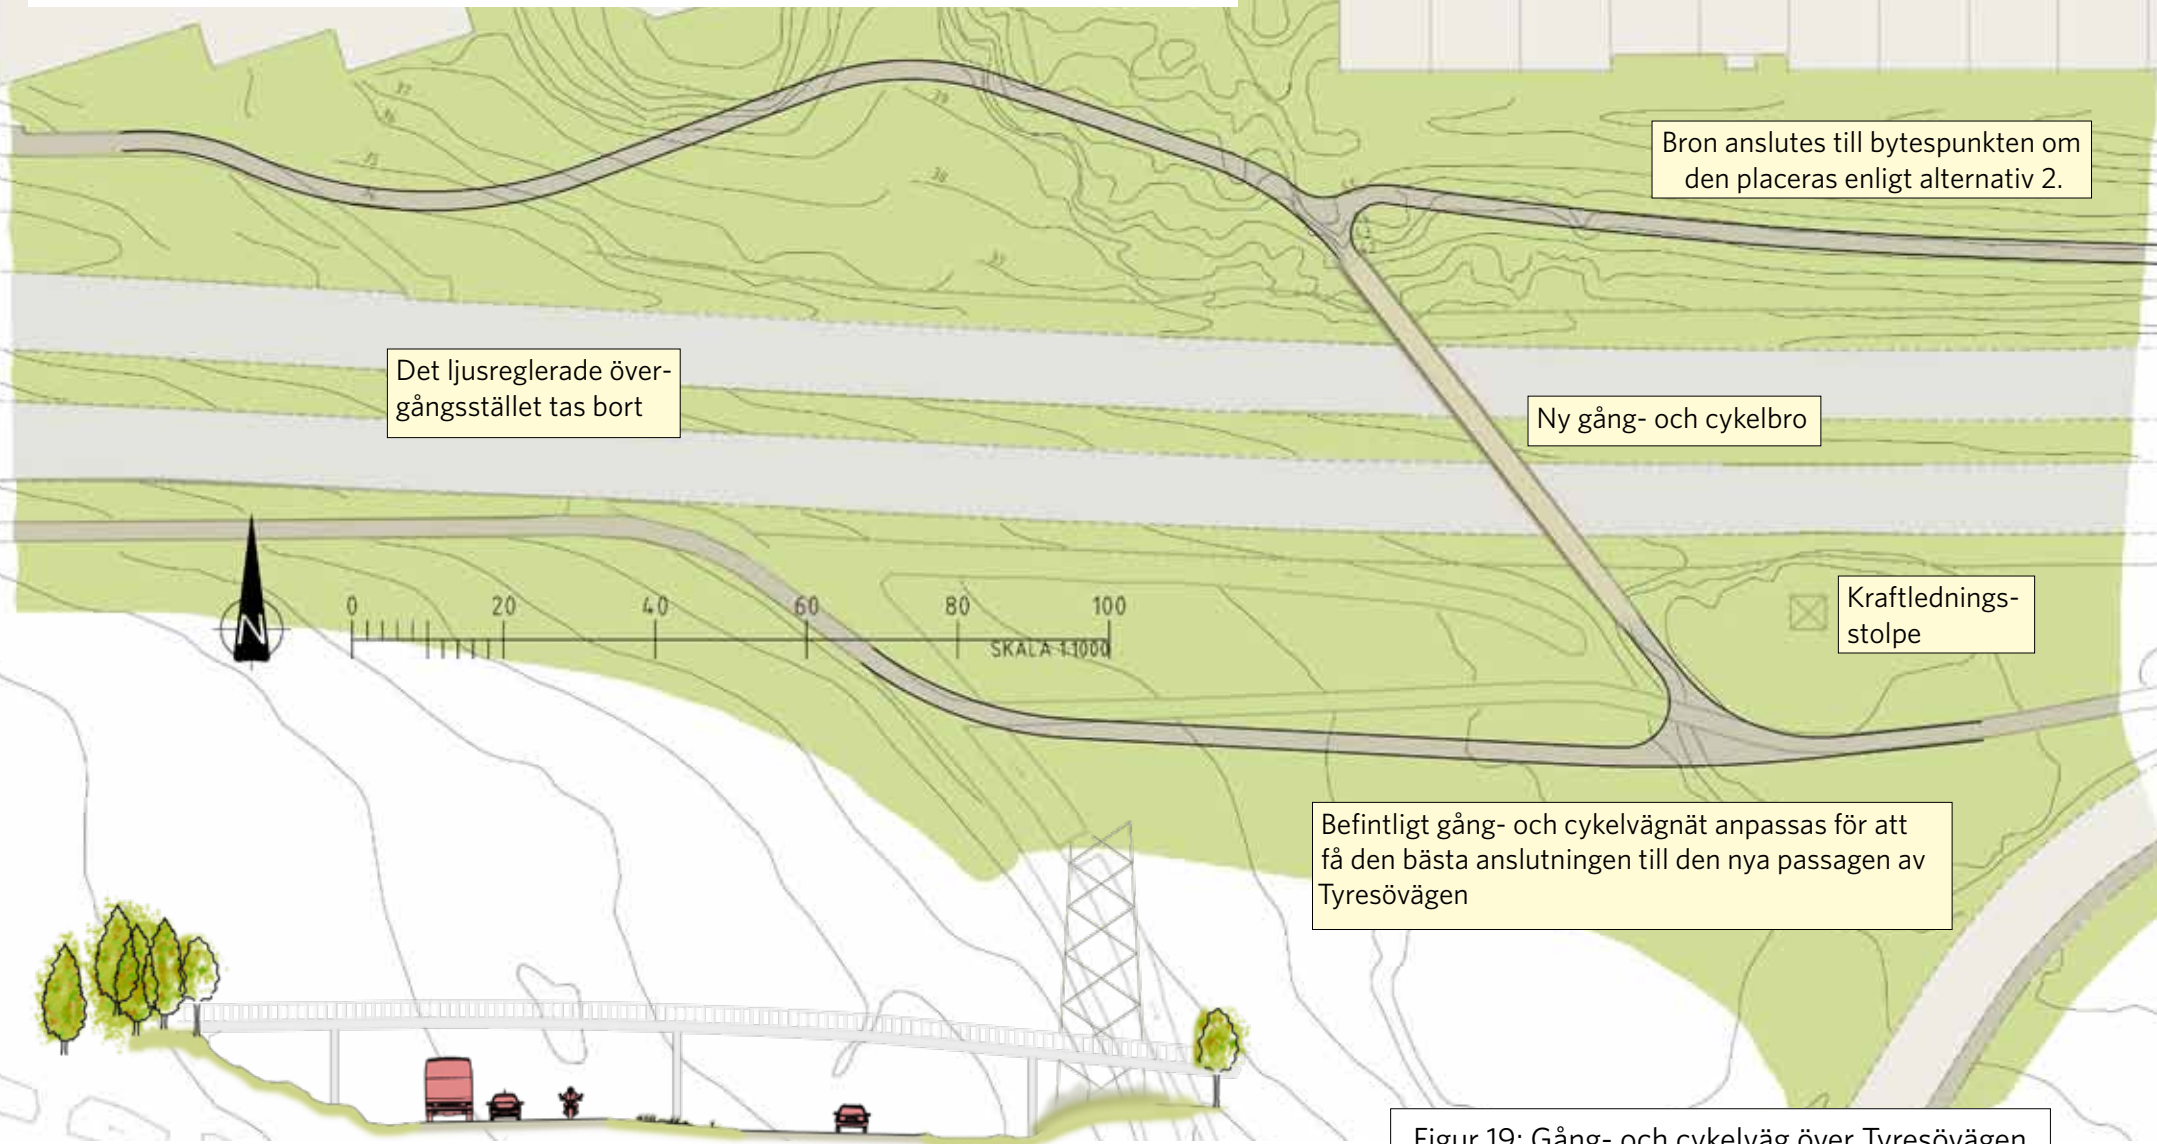 Bron anslutes till bytespunkten om
den placeras enligt alternativ 2.
Det ljusreglerade över-
gångsstället tas bort
Ny gång- och cykelbro
Kraftlednings-
stolpe
N
0 20 40 60 80 100
SKALA 1:1000
Befintligt gång- och cykelvägnät anpassas för att
få den bästa anslutningen till den nya passagen av
Tyresövägen
Figur 19: Gång- och cykelväg över Tyresövägen